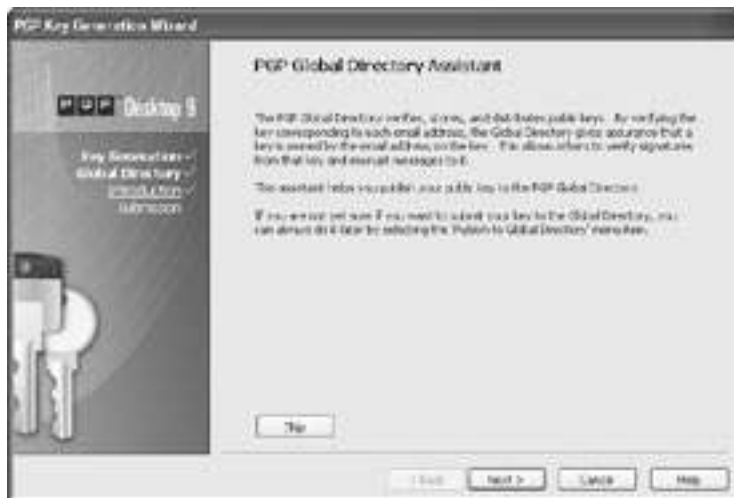 PGP Key Generation Wizard
PGP Desktop 9
Key Generation
Global Directory
Introduction
Submission
PGP Global Directory Assistant
The PGP Global Directory verifies, stores, and distributes public keys. By verifying the
key corresponding to each email address, the Global Directory gives assurance that a
key is owned by the email address on the key. This allows others to verify signatures
from that key and encrypt messages to it.
This assistant helps you publish your public key to the PGP Global Directory.
If you are not yet sure if you want to submit your key to the Global Directory, you
can always do it later by selecting the 'Publish to Global Directory' menu item.
Skip
< Back
Next >
Cancel
Help